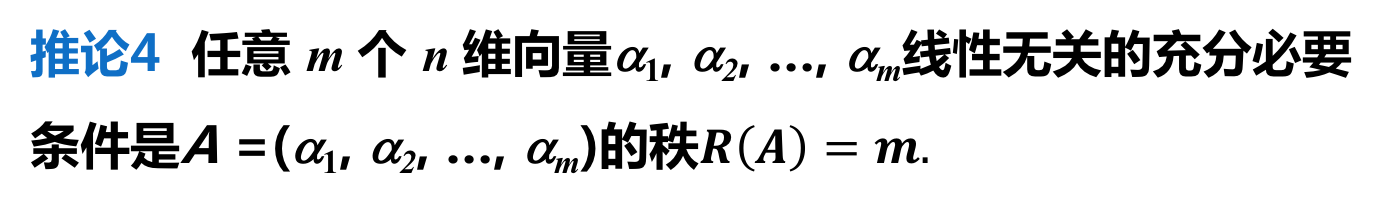 推论4 任意 m 个 n 维向量α1, α2, ..., αm线性无关的充分必要
条件是A =(α1, α2, ..., αm)的秩R(A) = m.